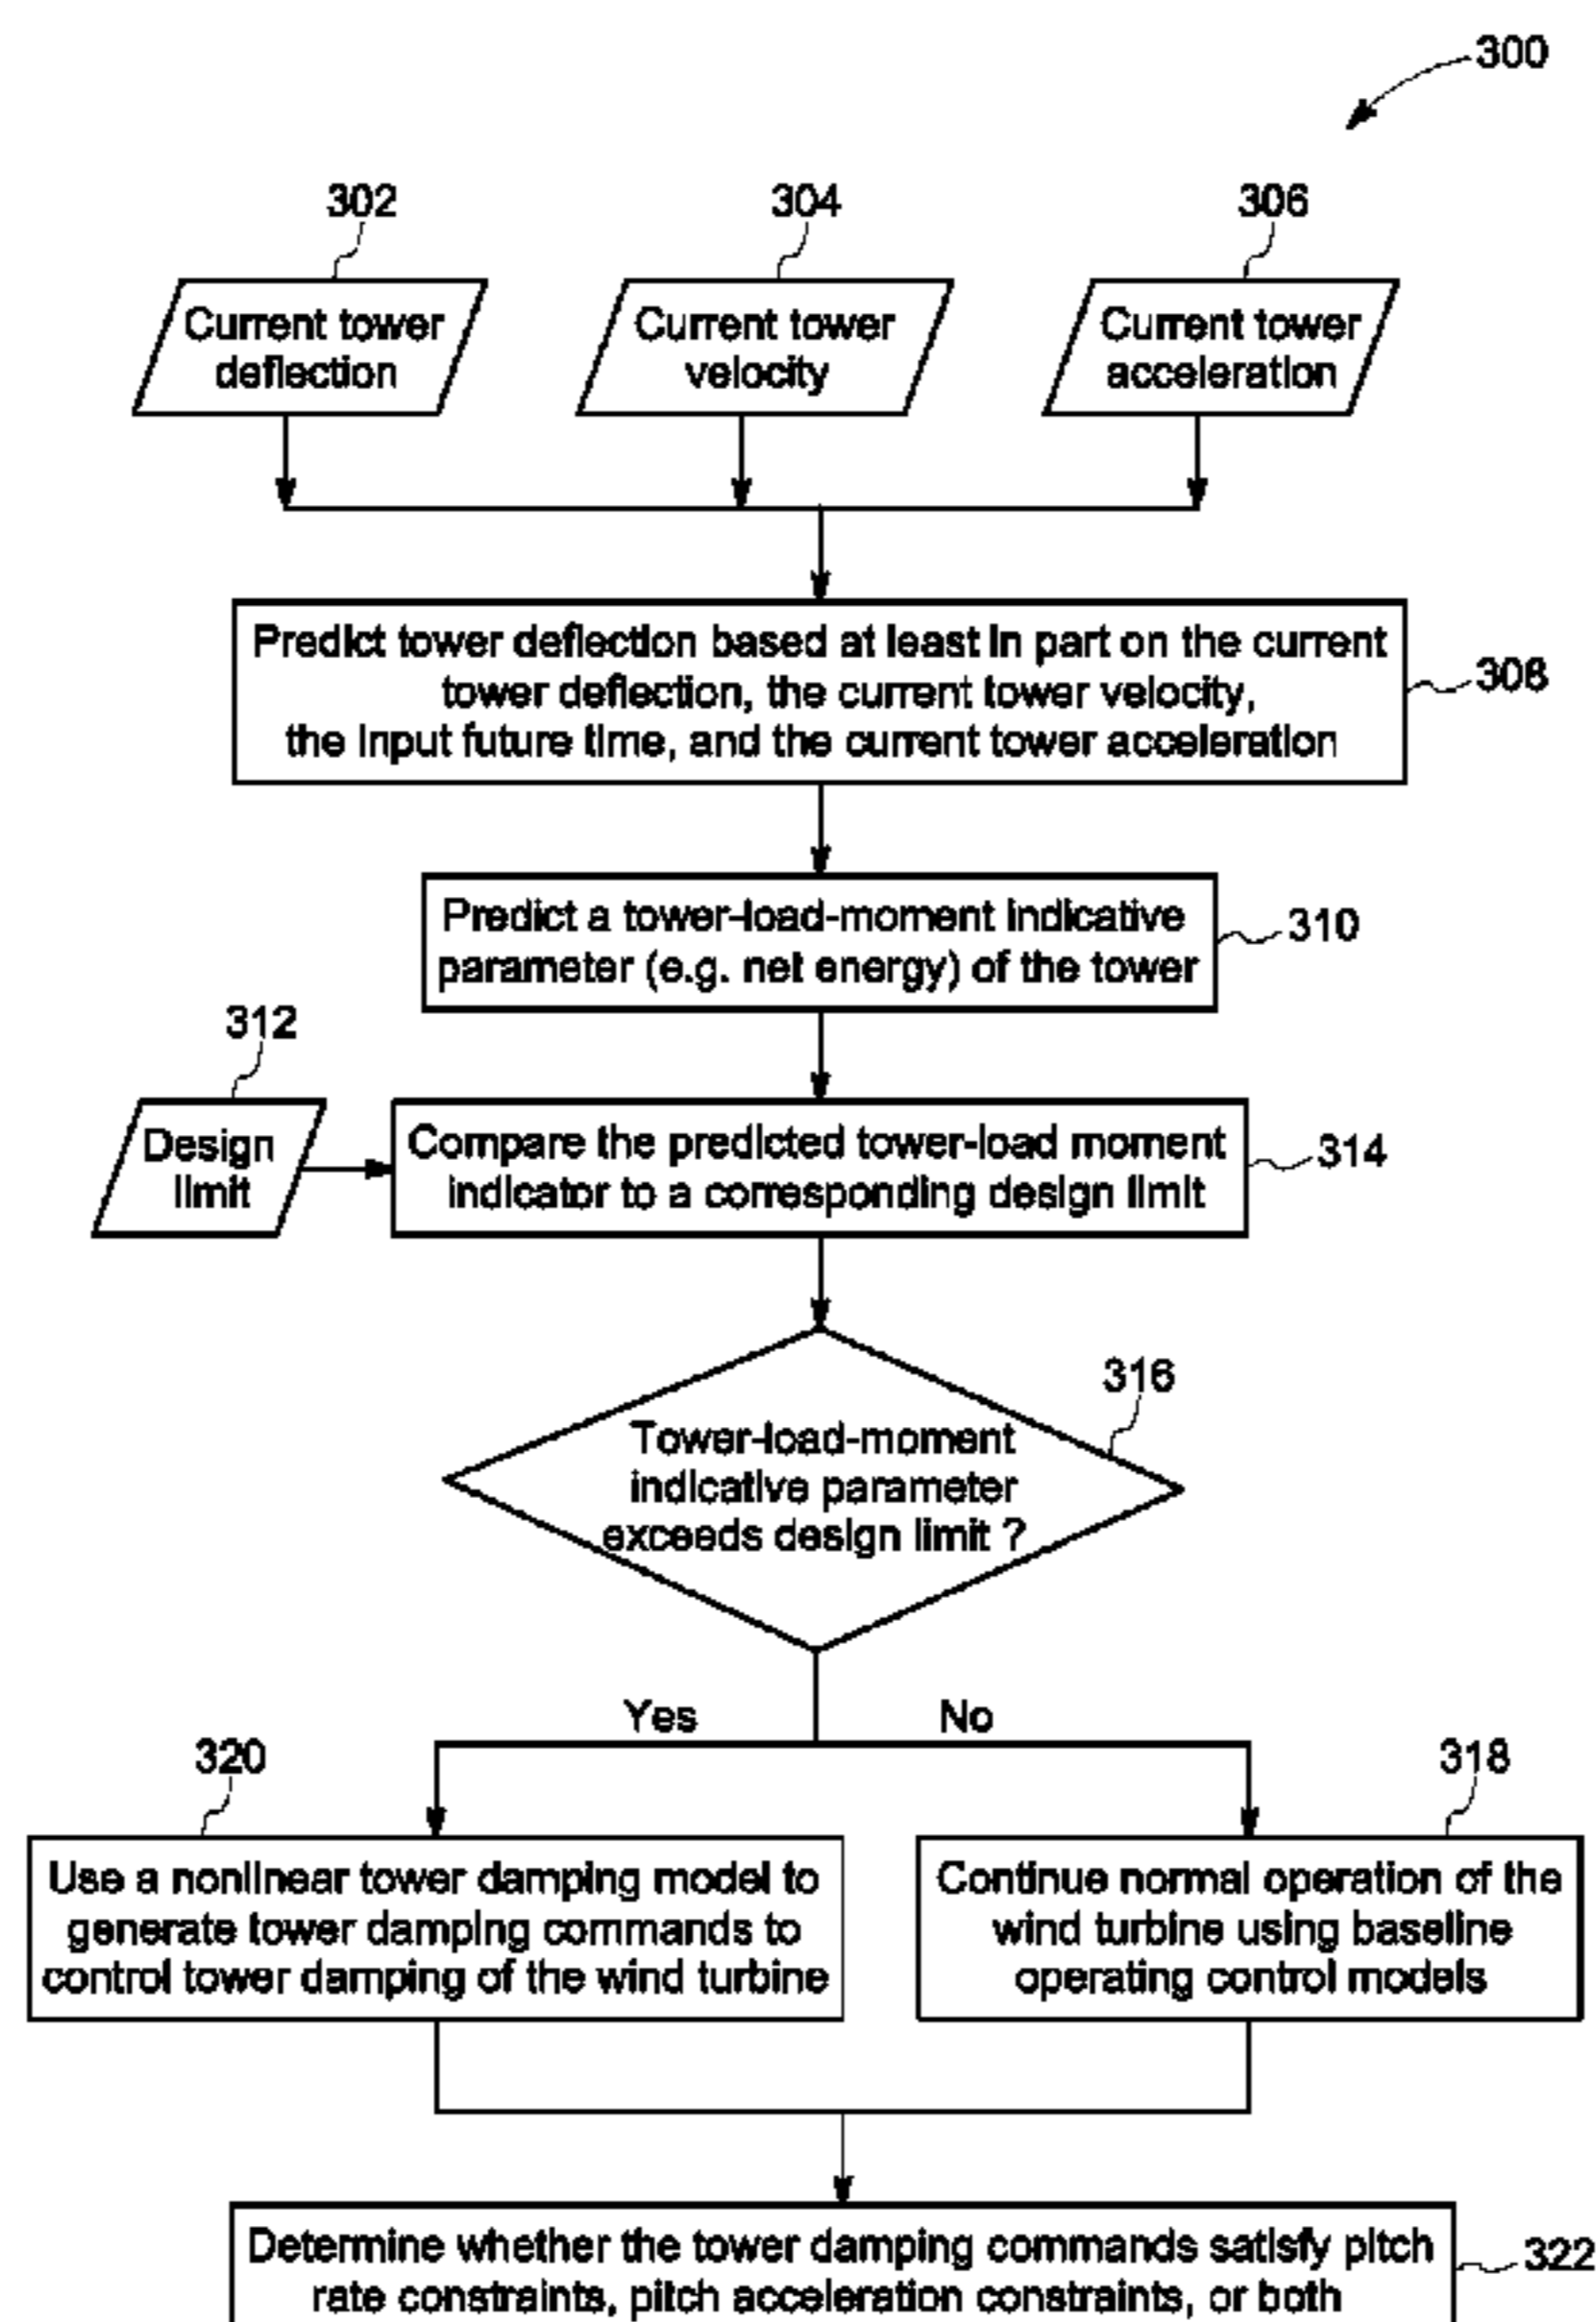 300
302
304
306
Current tower
deflection
Current tower
velocity
Current tower
acceleration
Predict tower deflection based at least in part on the current
tower deflection, the current tower velocity,
the input future time, and the current tower acceleration
308
Predict a tower-load-moment indicative
parameter (e.g. net energy) of the tower
310
312
Design
limit
Compare the predicted tower-load moment
indicator to a corresponding design limit
314
316
Tower-load-moment
indicative parameter
exceeds design limit ?
Yes
No
320
318
Use a nonlinear tower damping model to
generate tower damping commands to
control tower damping of the wind turbine
Continue normal operation of the
wind turbine using baseline
operating control models
Determine whether the tower damping commands satisfy pitch
rate constraints, pitch acceleration constraints, or both
322